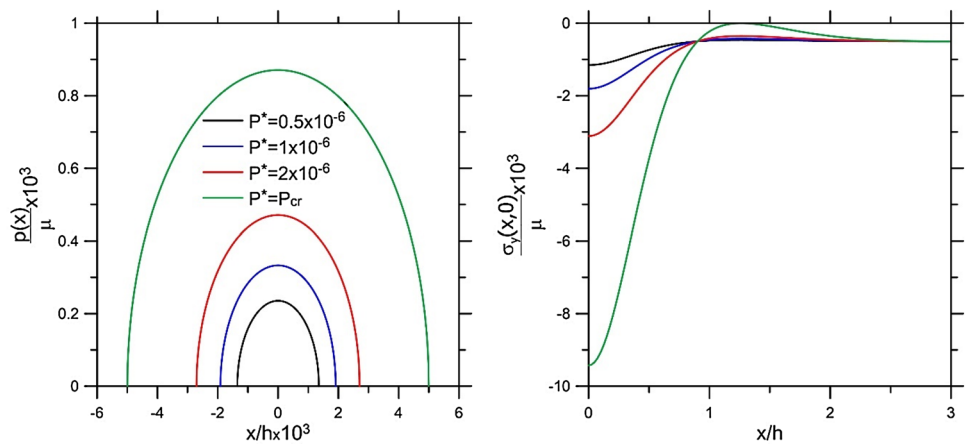 1
0.8
0.6
0.4
0.2
0
p(x)
μ
x10³
-6
-4
-2
0
2
4
6
x/hx10³
P*=0.5x10⁻⁶
P*=1x10⁻⁶
P*=2x10⁻⁶
P*=Pcr
0
-2
-4
-6
-8
-10
σy(x,0)
μ
x10³
0
1
2
3
x/h